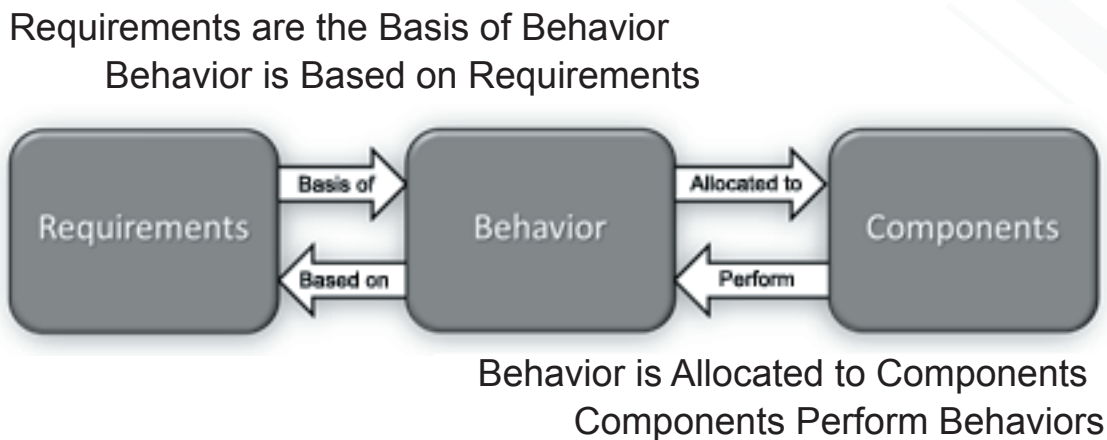 Requirements are the Basis of Behavior
Behavior is Based on Requirements
Requirements
Basis of
Based on
Behavior
Allocated to
Perform
Components
Behavior is Allocated to Components
Components Perform Behaviors